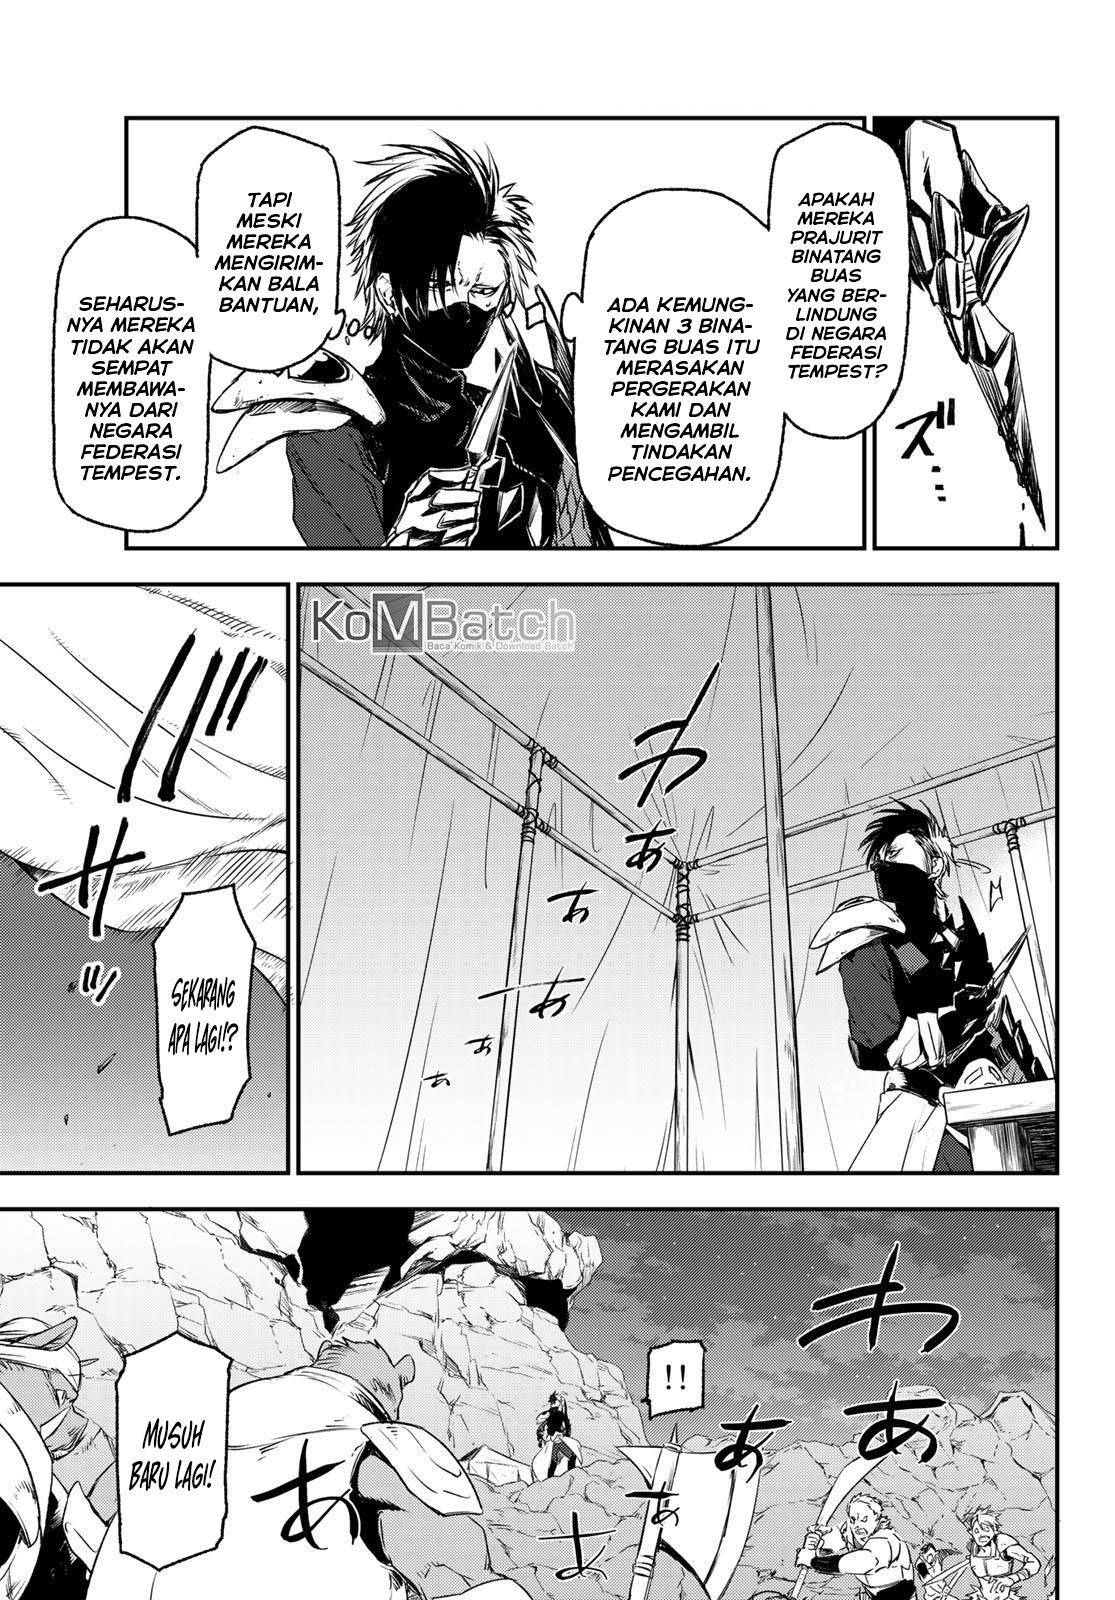 APAKAH
MEREKA
PRAJURIT
BINATANG
BUAS
YANG BER-
LINDUNG
DI NEGARA
FEDERASI
TEMPEST?
ADA KEMUNG-
KINAN 3 BINA-
TANG BUAS ITU
MERASAKAN
PERGERAKAN
KAMI DAN
MENGAMBIL
TINDAKAN
PENCEGAHAN.
TAPI
MESKI
MEREKA
MENGIRIM-
KAN BALA
BANTUAN,
SEHARUS-
NYA MEREKA
TIDAK AKAN
SEMPAT
MEMBAWA-
NYA DARI
NEGARA
FEDERASI
TEMPEST.
ズ...
KoMBatch
Baca Komik & Download Batch
わあああああ
SEKARANG
APA LAGI!?
!!
わあああああ
MUSUH
BARU LAGI!